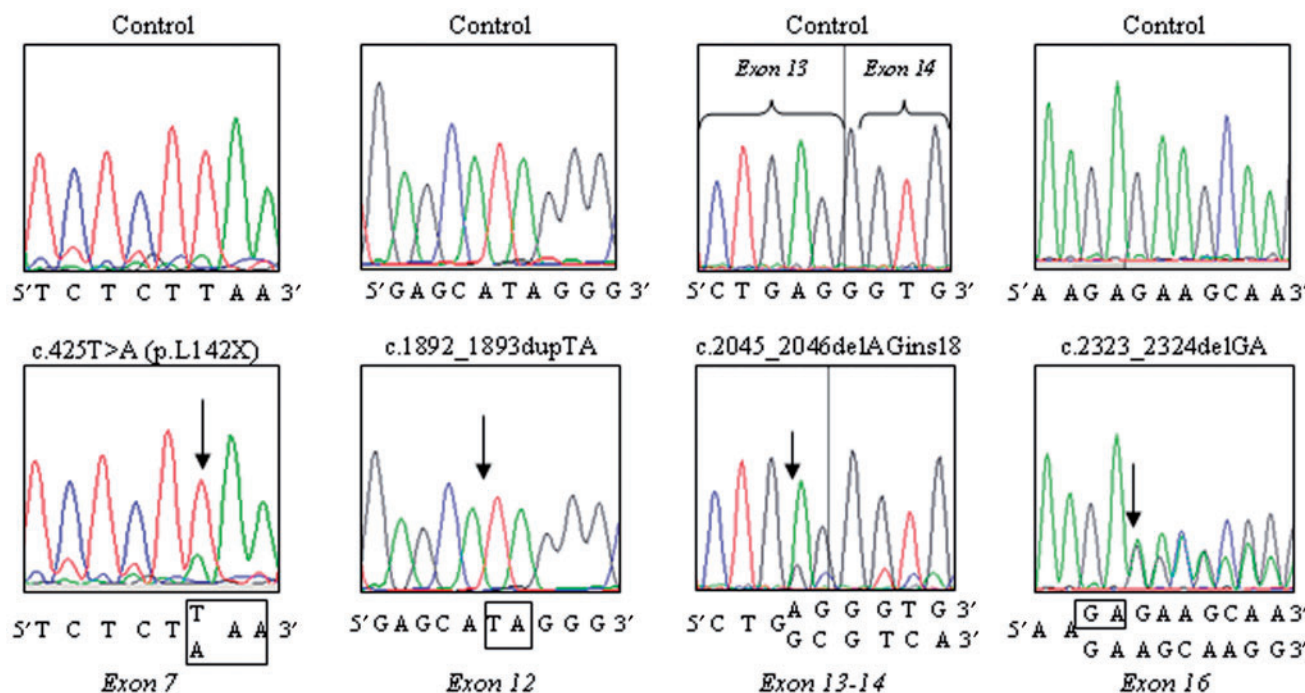 Control Control Control Control
Exon 13 Exon 14
5'T C T C T T A A 3' 5'G A G C A T A G G G 3' 5'C T G A G G G T G 3' 5'A A G A G A A G C A A 3'
c.425T>A (p.L142X) c.1892_1893dupTA c.2045_2046delAGins18 c.2323_2324delGA
5'T C T C T T A A 3' 5'G A G C A T A G G G 3' 5'C T G A G G G T G 3' 5'A A G A G A A G C A A 3'
A G C G T C A G A A G C A A G G 3'
Exon 7 Exon 12 Exon 13-14 Exon 16